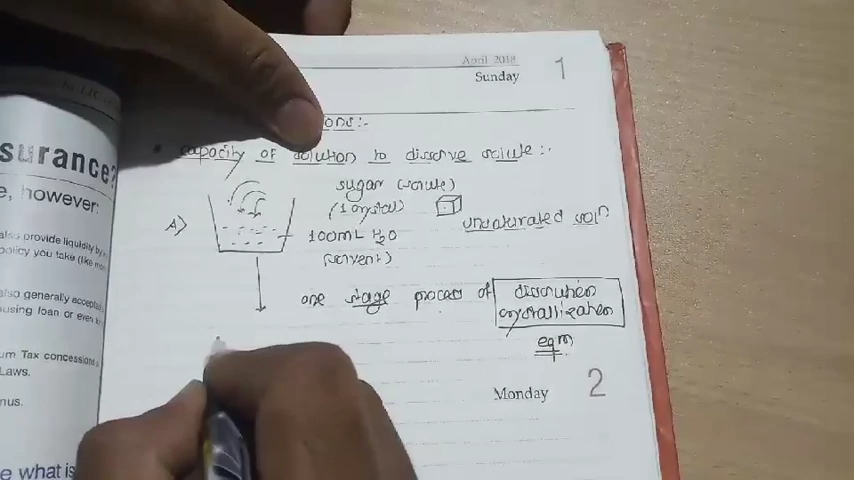 April 2018
Sunday 1
ons:-
• capacity of solution to dissolve solute :-
sugar (solute)
(1 crystal)
A)
unsaturated soln
100mL H2O
(solvent)
one stage process of dissolution
crystallization
eqm
Monday 2
surance?
e, however:
also provide liquidity by
policy you take (like
also generally accepted
using loan or even
um Tax concessions
Laws.
nus.
e what is